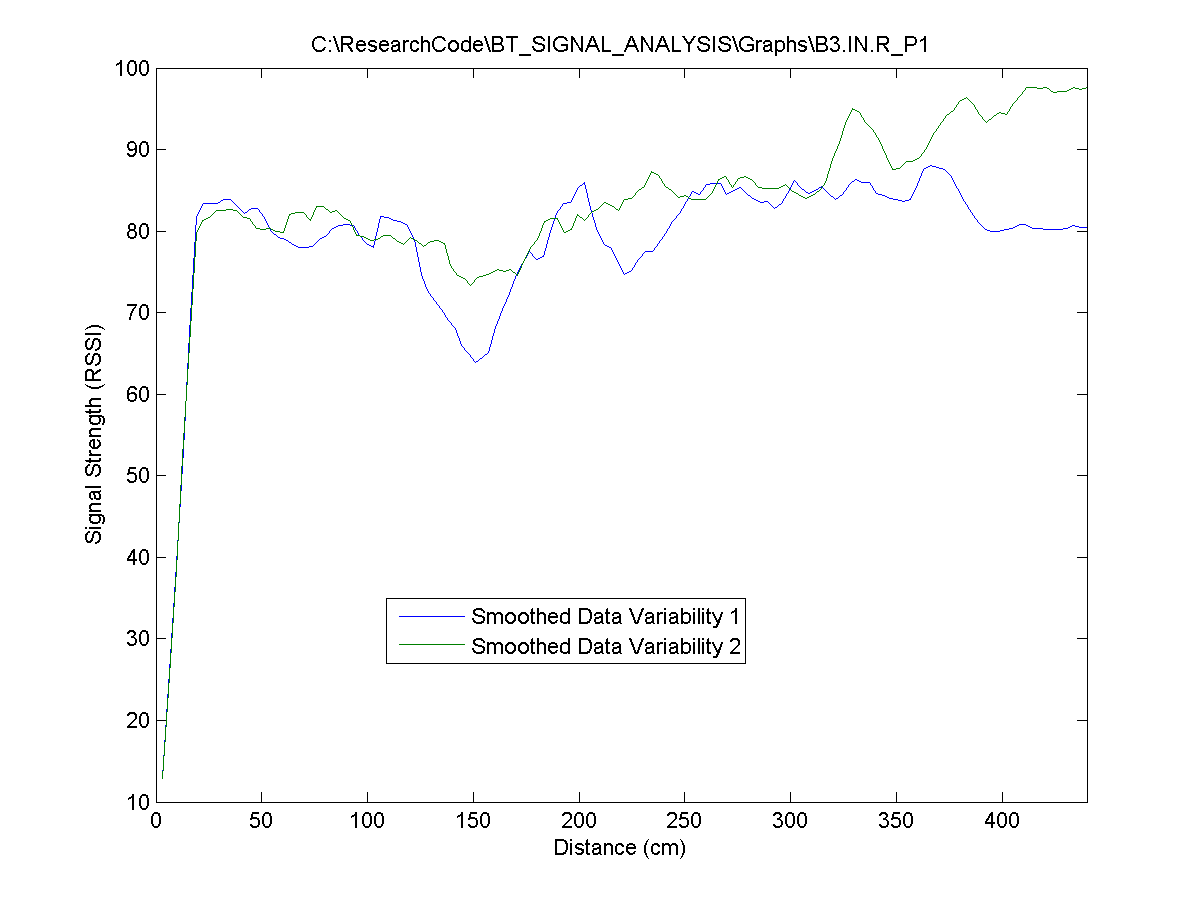 C:\ResearchCode\BT_SIGNAL_ANALYSIS\Graphs\B3.IN.R_P1
100
90
80
70
60
50
40
30
20
10
Signal Strength (RSSI)
Smoothed Data Variability 1
Smoothed Data Variability 2
0 50 100 150 200 250 300 350 400
Distance (cm)